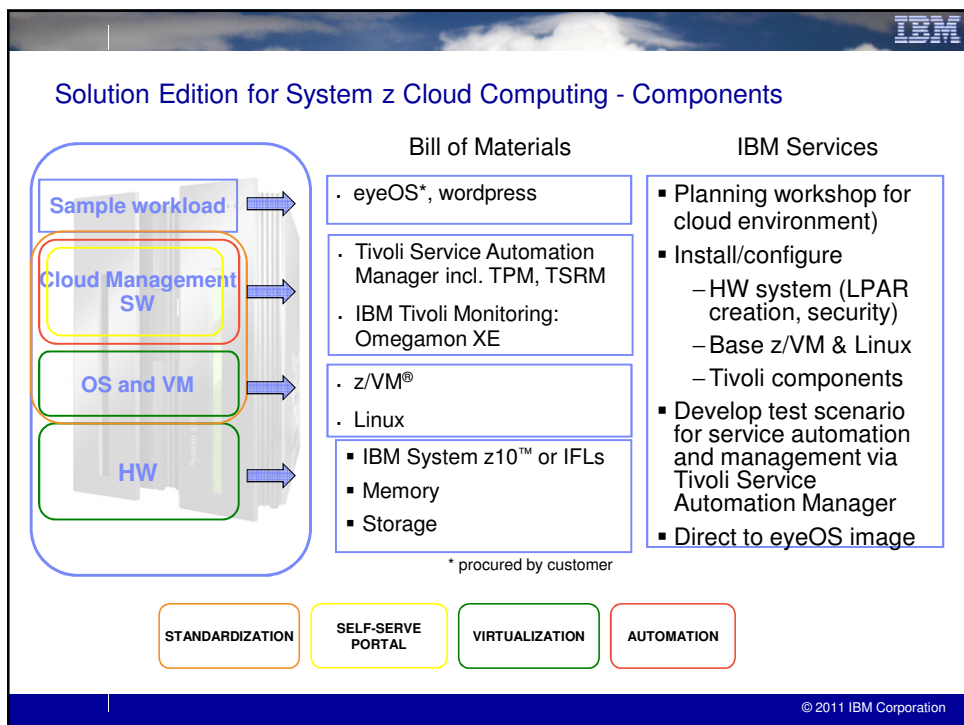 IBM
Solution Edition for System z Cloud Computing - Components
Bill of Materials
IBM Services
Sample workload
Cloud Management
SW
OS and VM
HW
. eyeOS*, wordpress
. Tivoli Service Automation
Manager incl. TPM, TSRM
. IBM Tivoli Monitoring:
Omegamon XE
. z/VM®
. Linux
▪ IBM System z10™ or IFLs
▪ Memory
▪ Storage
* procured by customer
▪ Planning workshop for
cloud environment)
▪ Install/configure
–HW system (LPAR
creation, security)
–Base z/VM & Linux
–Tivoli components
▪ Develop test scenario
for service automation
and management via
Tivoli Service
Automation Manager
▪ Direct to eyeOS image
STANDARDIZATION
SELF-SERVE
PORTAL
VIRTUALIZATION
AUTOMATION
© 2011 IBM Corporation